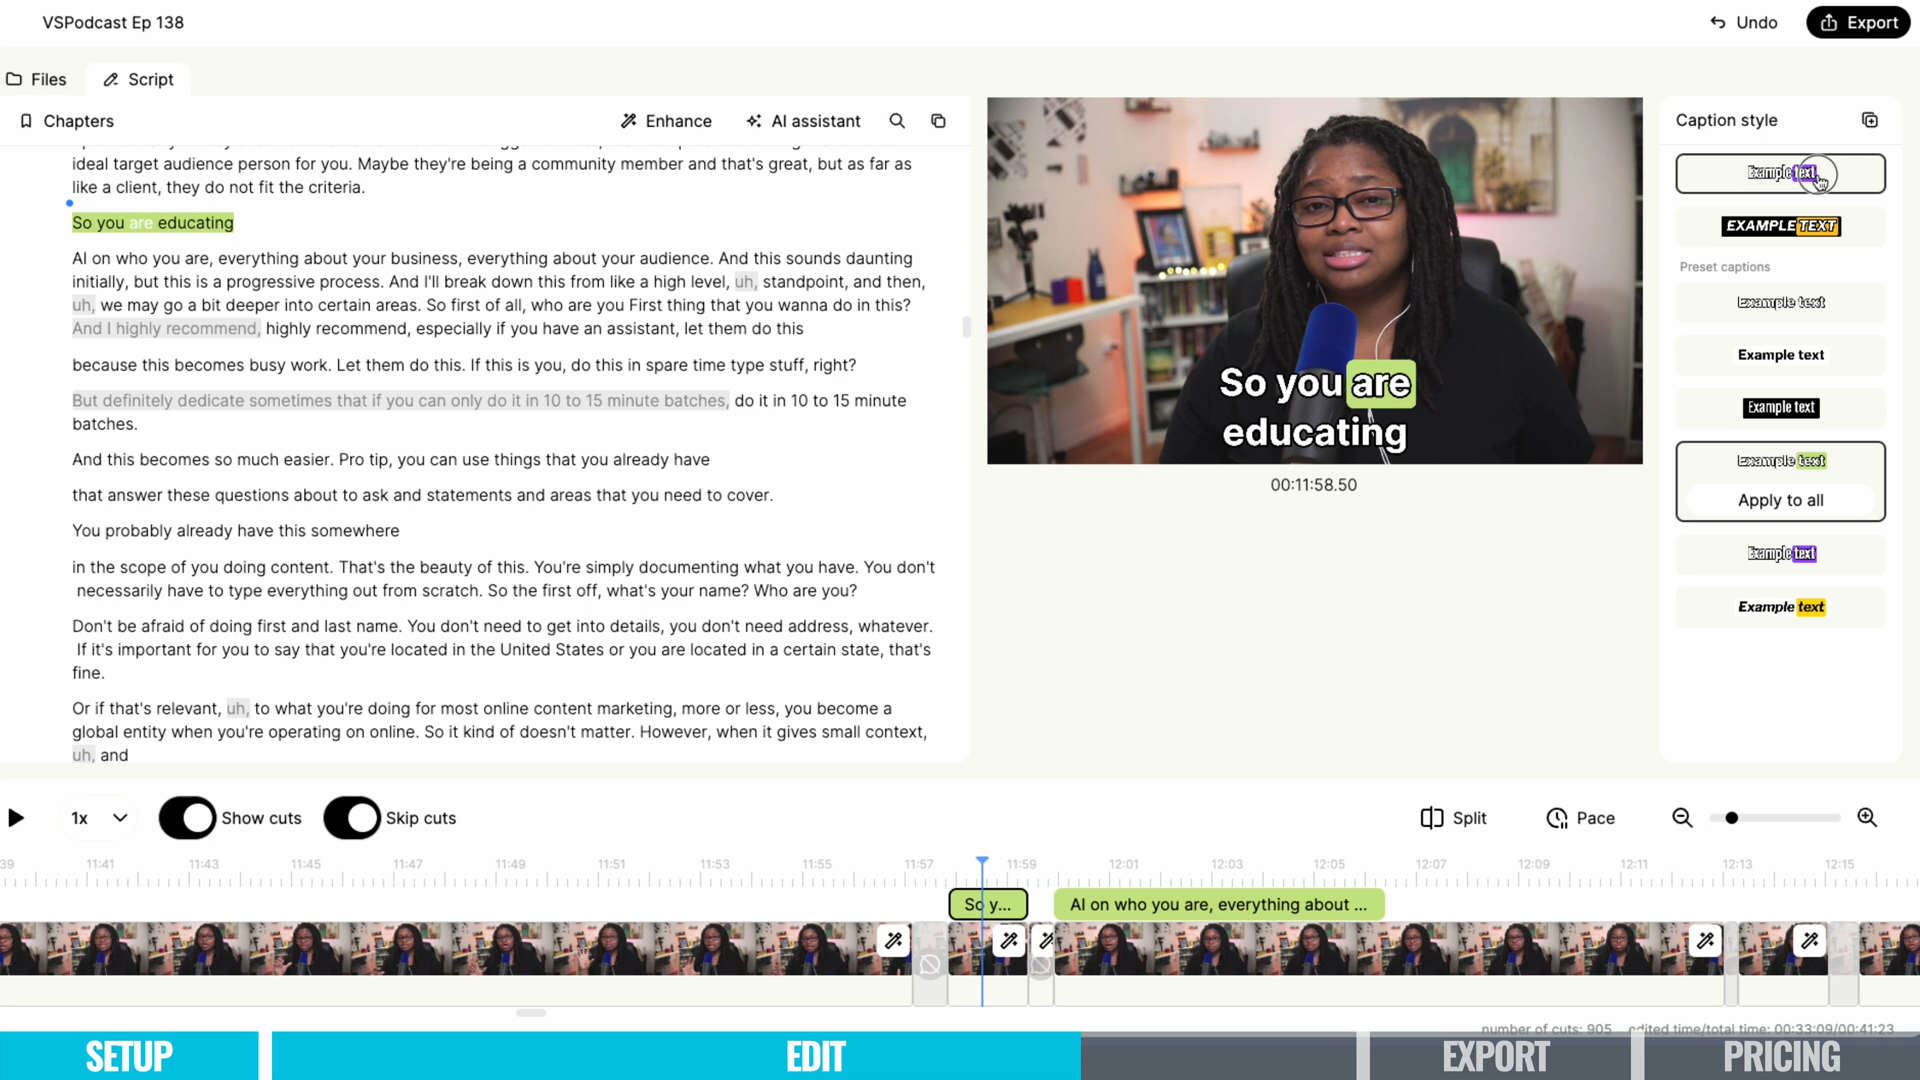 VSPodcast Ep 138
Undo
Export
Files
Script
Chapters
Enhance
AI assistant
ideal target audience person for you. Maybe they're being a community member and that's great, but as far as
like a client, they do not fit the criteria.
So you are educating
AI on who you are, everything about your business, everything about your audience. And this sounds daunting
initially, but this is a progressive process. And I'll break down this from like a high level, uh, standpoint, and then,
uh, we may go a bit deeper into certain areas. So first of all, who are you First thing that you wanna do in this?
And I highly recommend, highly recommend, especially if you have an assistant, let them do this
because this becomes busy work. Let them do this. If this is you, do this in spare time type stuff, right?
But definitely dedicate sometimes that if you can only do it in 10 to 15 minute batches, do it in 10 to 15 minute
batches.
And this becomes so much easier. Pro tip, you can use things that you already have
that answer these questions about to ask and statements and areas that you need to cover.
You probably already have this somewhere
in the scope of you doing content. That's the beauty of this. You're simply documenting what you have. You don't
necessarily have to type everything out from scratch. So the first off, what's your name? Who are you?
Don't be afraid of doing first and last name. You don't need to get into details, you don't need address, whatever.
If it's important for you to say that you're located in the United States or you are located in a certain state, that's
fine.
Or if that's relevant, uh, to what you're doing for most online content marketing, more or less, you become a
global entity when you're operating on online. So it kind of doesn't matter. However, when it gives small context,
uh, and
So you are
educating
00:11:58.50
Caption style
Example text
EXAMPLE TEXT
Preset captions
Example text
Example text
Example text
Example text
Apply to all
Example text
Example text
1x
Show cuts
Skip cuts
Split
Pace
39 11:41 11:43 11:45 11:47 11:49 11:51 11:53 11:55 11:57 11:59 12:01 12:03 12:05 12:07 12:09 12:11 12:13 12:15
So y...
AI on who you are, everything about ...
number of cuts: 905 edited time/total time: 00:33:09/00:41:23
SETUP
EDIT
EXPORT
PRICING